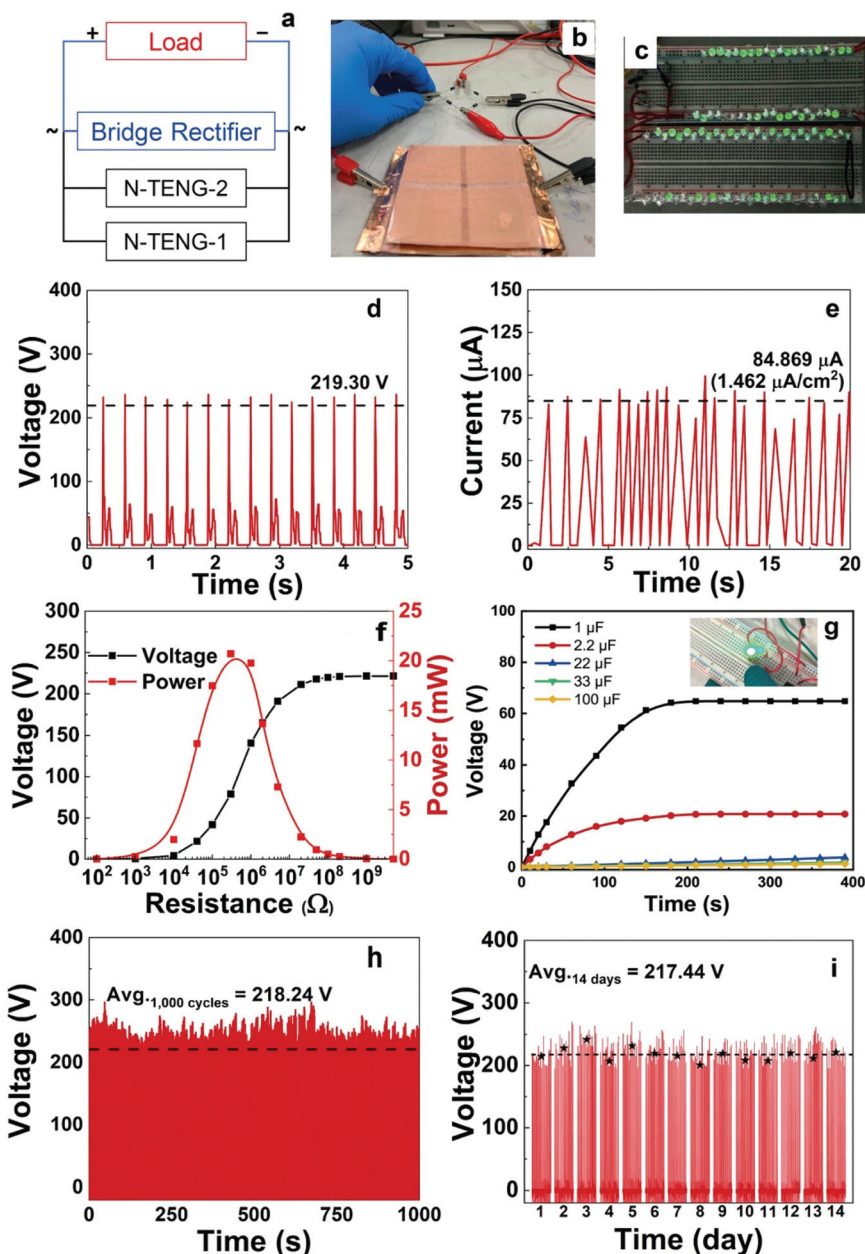 a
+ Load −
~ Bridge Rectifier ~
N-TENG-2
N-TENG-1
b
c
d
Voltage (V)
400
300
200
100
0
219.30 V
0 1 2 3 4 5
Time (s)
e
Current (μA)
150
125
100
75
50
25
0
84.869 μA
(1.462 μA/cm²)
0 5 10 15 20
Time (s)
f
Voltage (V)
300
250
200
150
100
50
0
Voltage
Power
25
20
15
10
5
0
Power (mW)
10² 10³ 10⁴ 10⁵ 10⁶ 10⁷ 10⁸ 10⁹
Resistance (Ω)
g
Voltage (V)
100
80
60
40
20
0
1 μF
2.2 μF
22 μF
33 μF
100 μF
0 100 200 300 400
Time (s)
h
Voltage (V)
400
300
200
100
0
Avg.1,000 cycles = 218.24 V
0 250 500 750 1000
Time (s)
i
Voltage (V)
400
300
200
100
0
Avg.14 days = 217.44 V
1 2 3 4 5 6 7 8 9 10 11 12 13 14
Time (day)